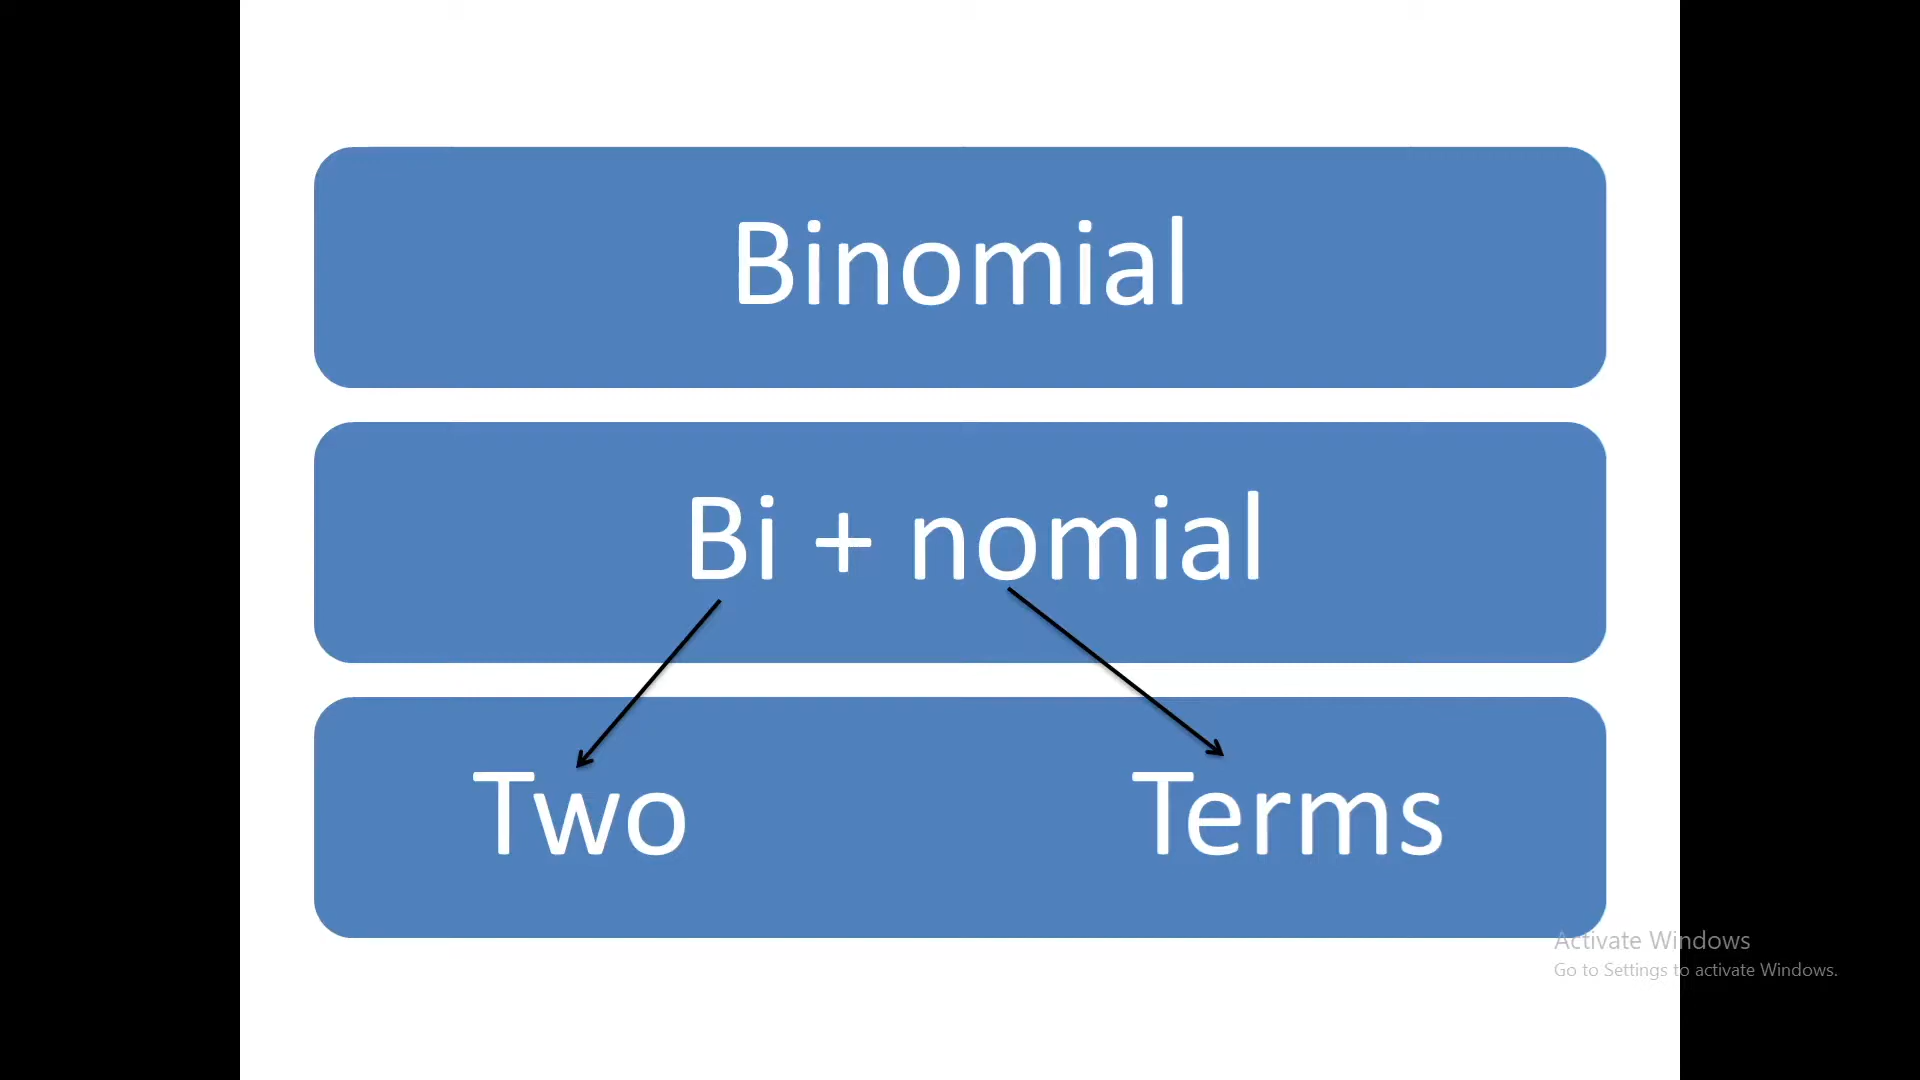 Binomial
Bi + nomial
Two Terms
Activate Windows
Go to Settings to activate Windows.